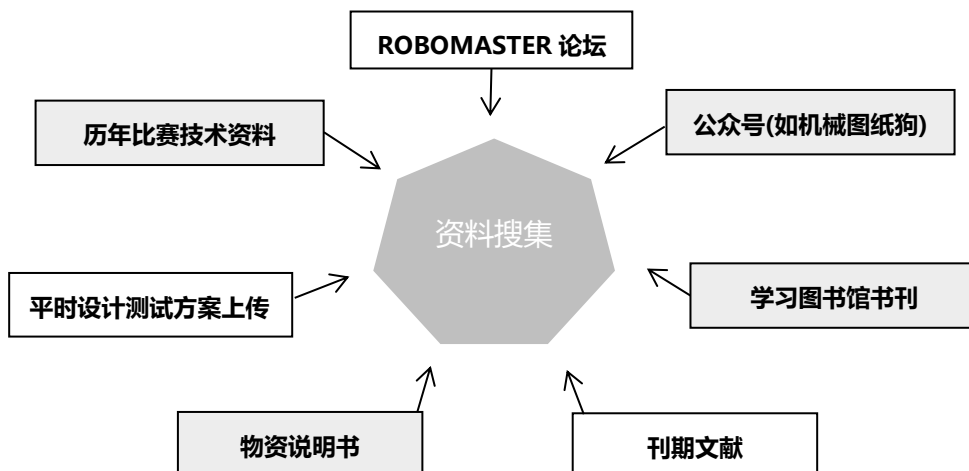 ROBOMASTER 论坛
历年比赛技术资料
公众号(如机械图纸狗)
资料搜集
平时设计测试方案上传
学习图书馆书刊
物资说明书
刊期文献